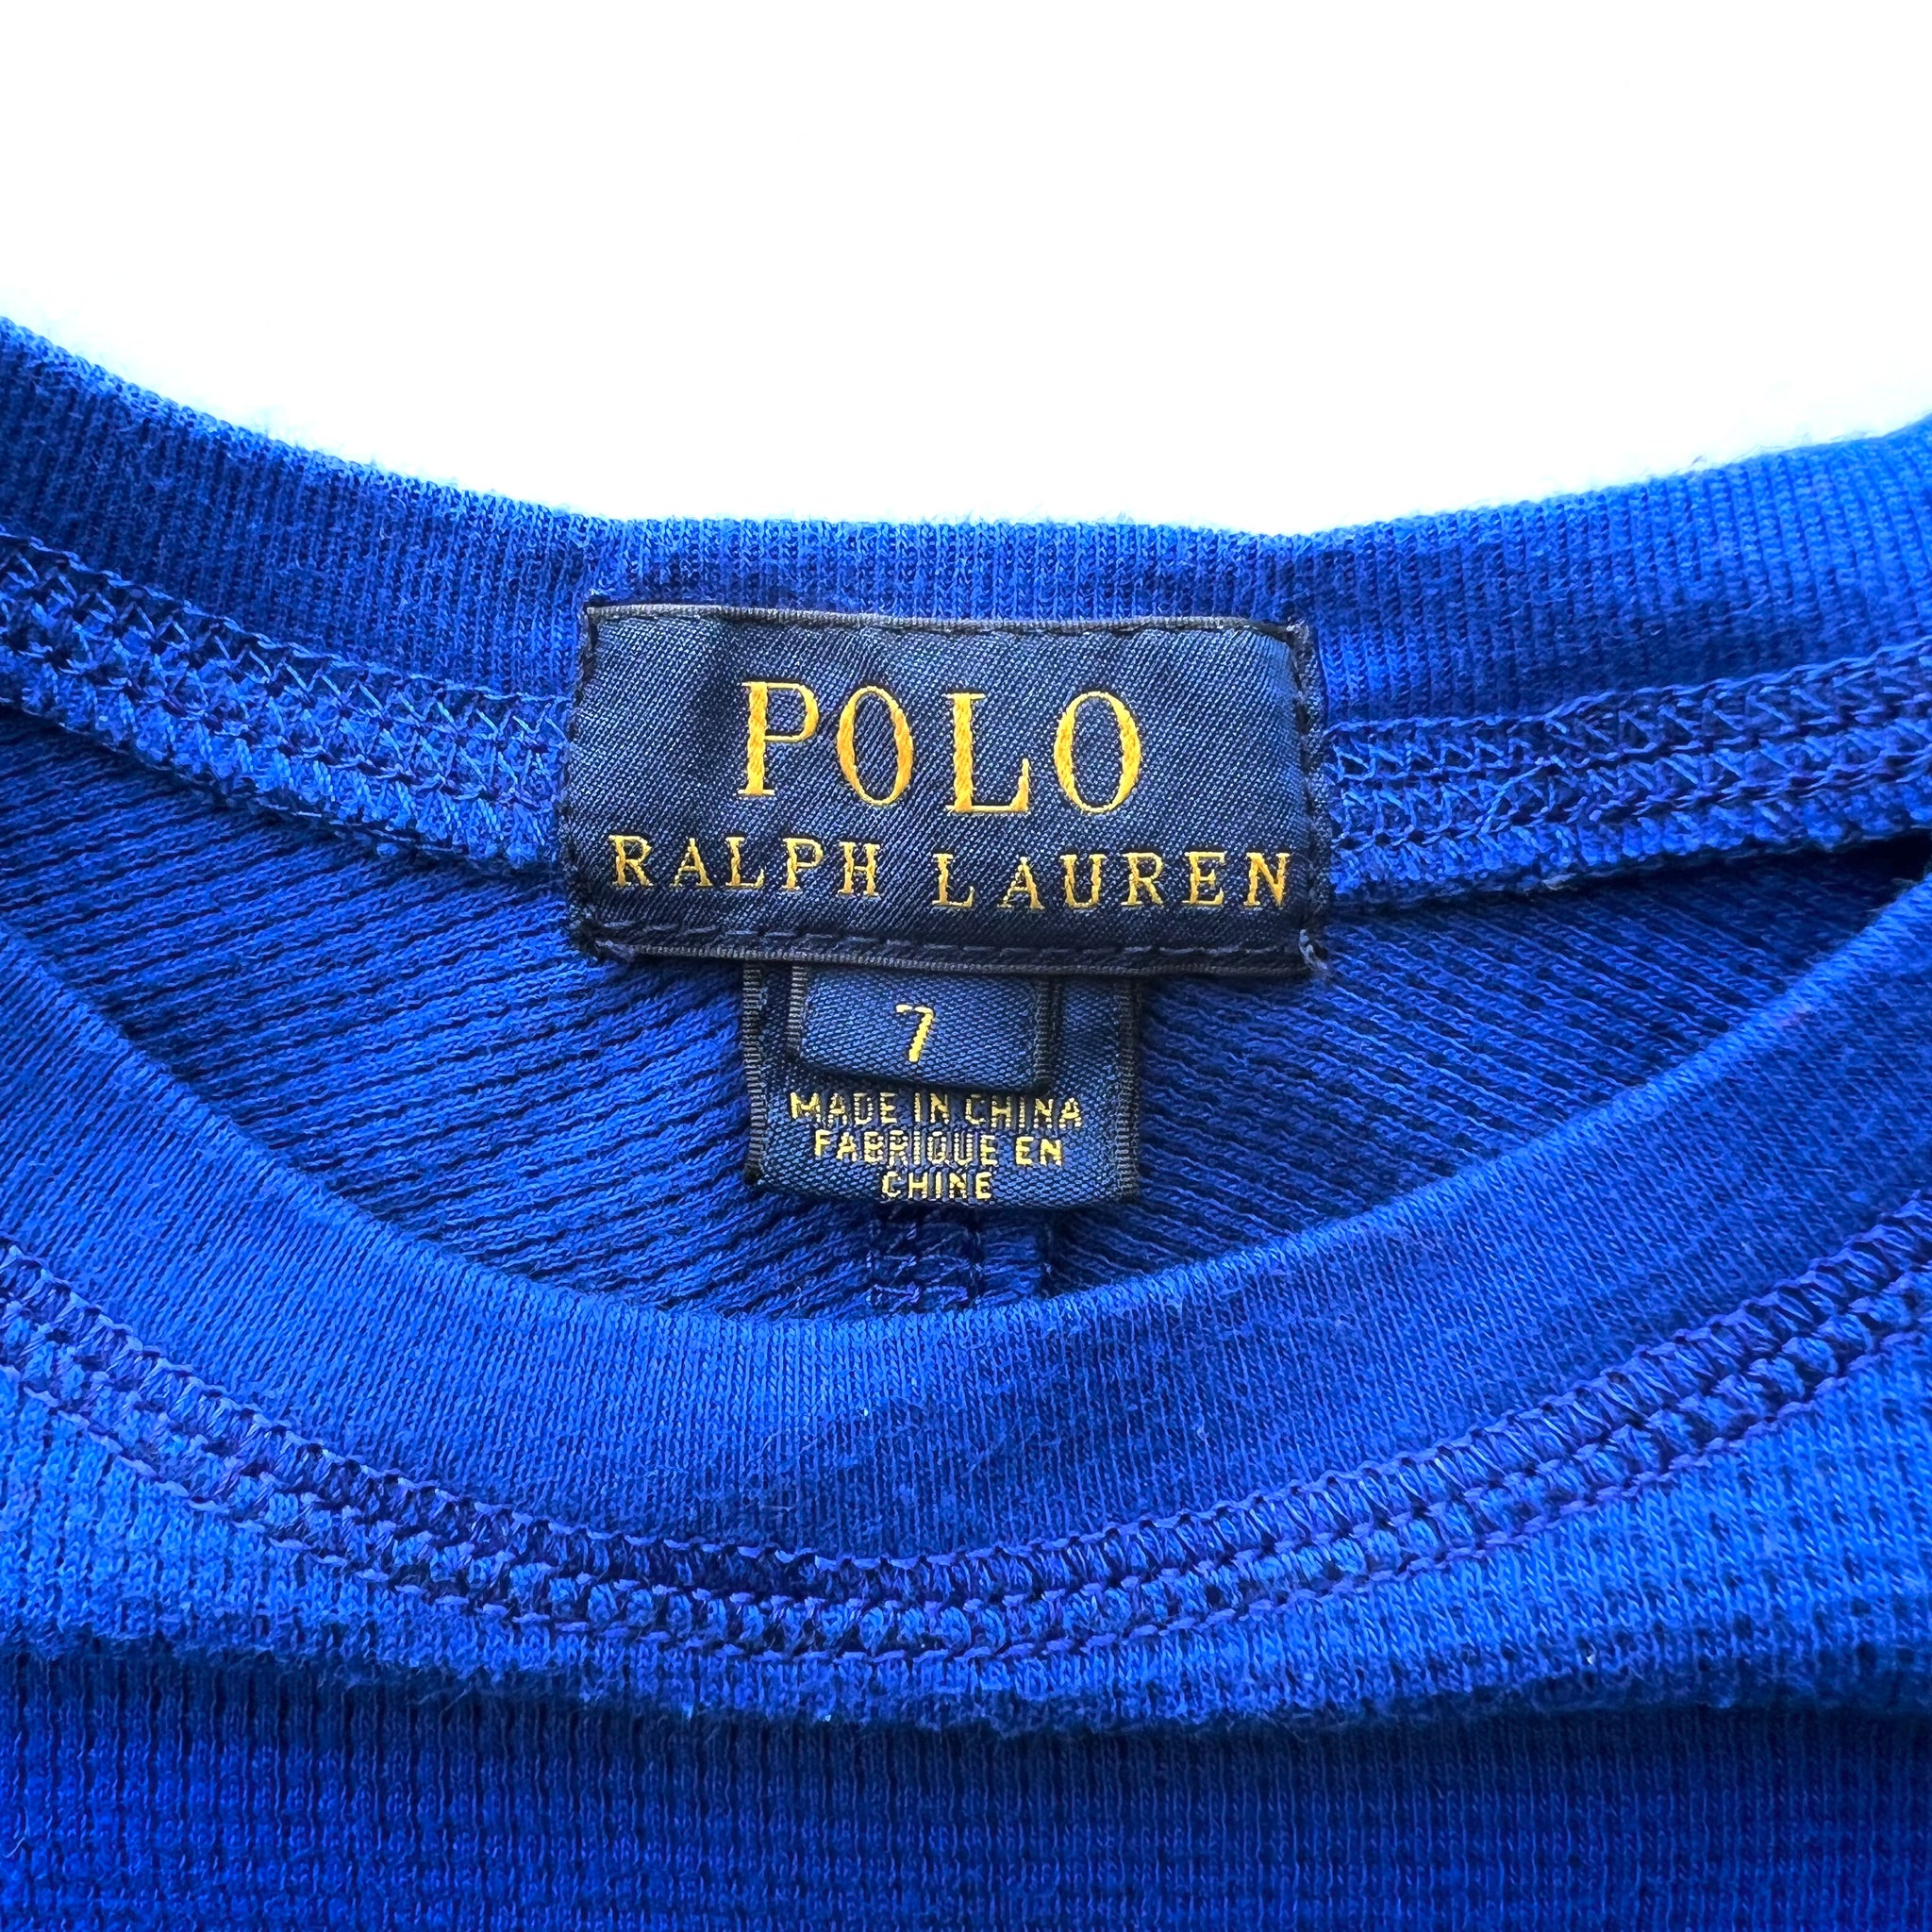 POLO
RALPH LAUREN
7
MADE IN CHINA
FABRIQUE EN
CHINE